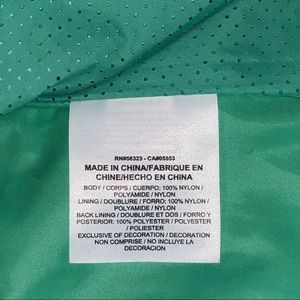 RN#56323 - CA#05553
MADE IN CHINA/FABRIQUE EN
CHINE/HECHO EN CHINA
BODY / CORPS / CUERPO: 100% NYLON /
POLYAMIDE / NYLON
LINING / DOUBLURE / FORRO: 100% NYLON /
POLYAMIDE / NYLON
BACK LINING / DOUBLURE ET DOS / FORRO Y
POSTERIOR: 100% POLYESTER / POLYESTER
/ POLIESTER
EXCLUSIVE OF DECORATION / DECORATION
NON COMPRISE / NO INCLUYE LA
DECORACION